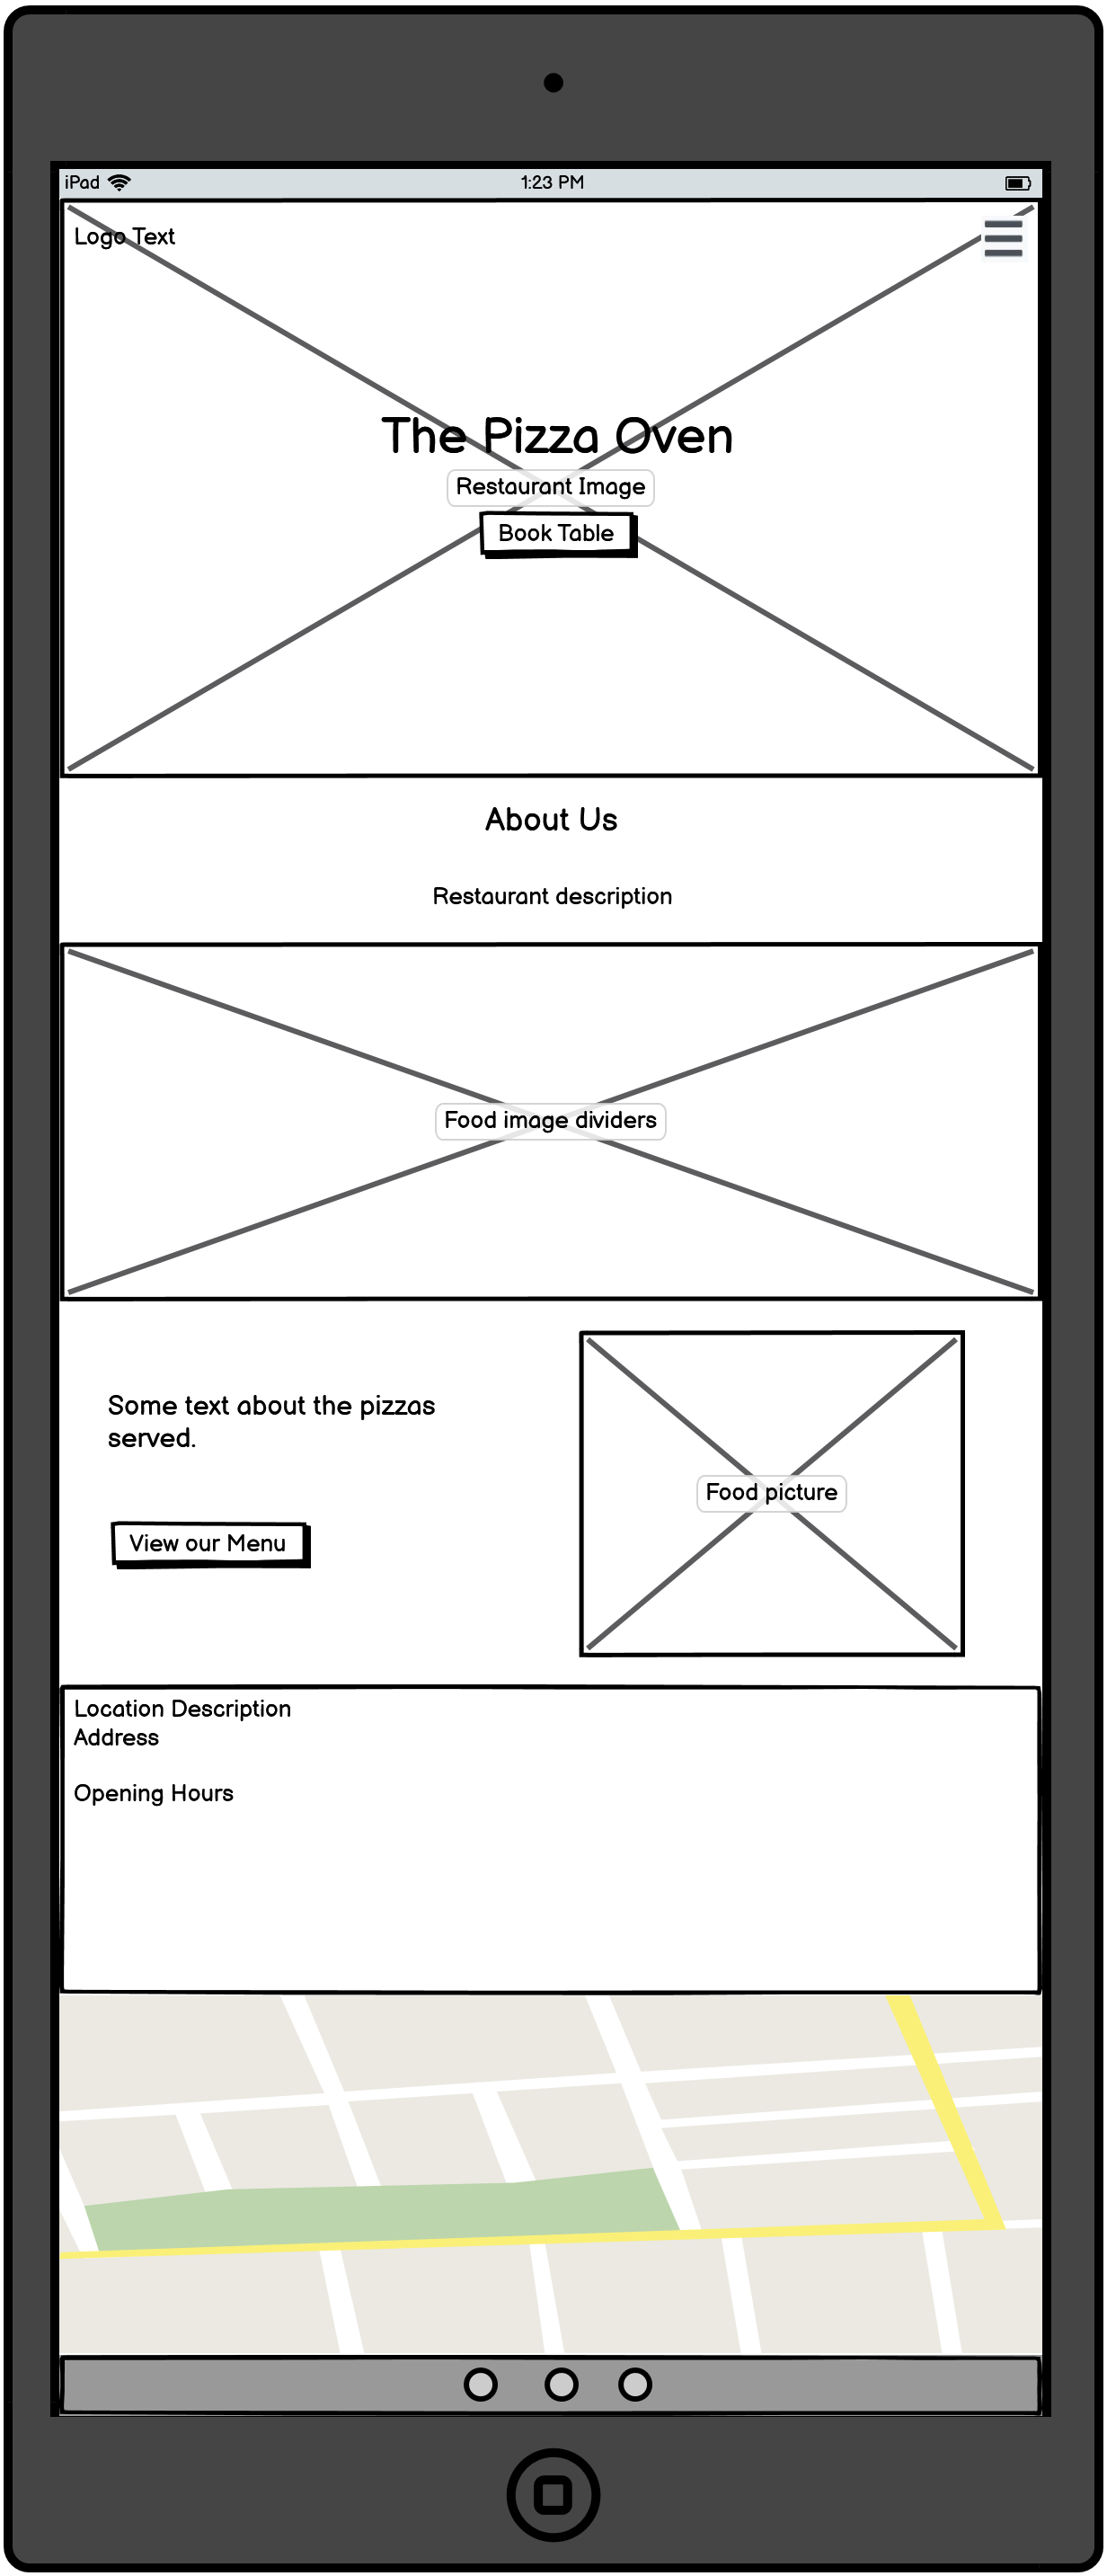 iPad
1:23 PM
Logo Text
The Pizza Oven
Restaurant Image
Book Table
About Us
Restaurant description
Food image dividers
Some text about the pizzas
served.
Food picture
View our Menu
Location Description
Address
Opening Hours